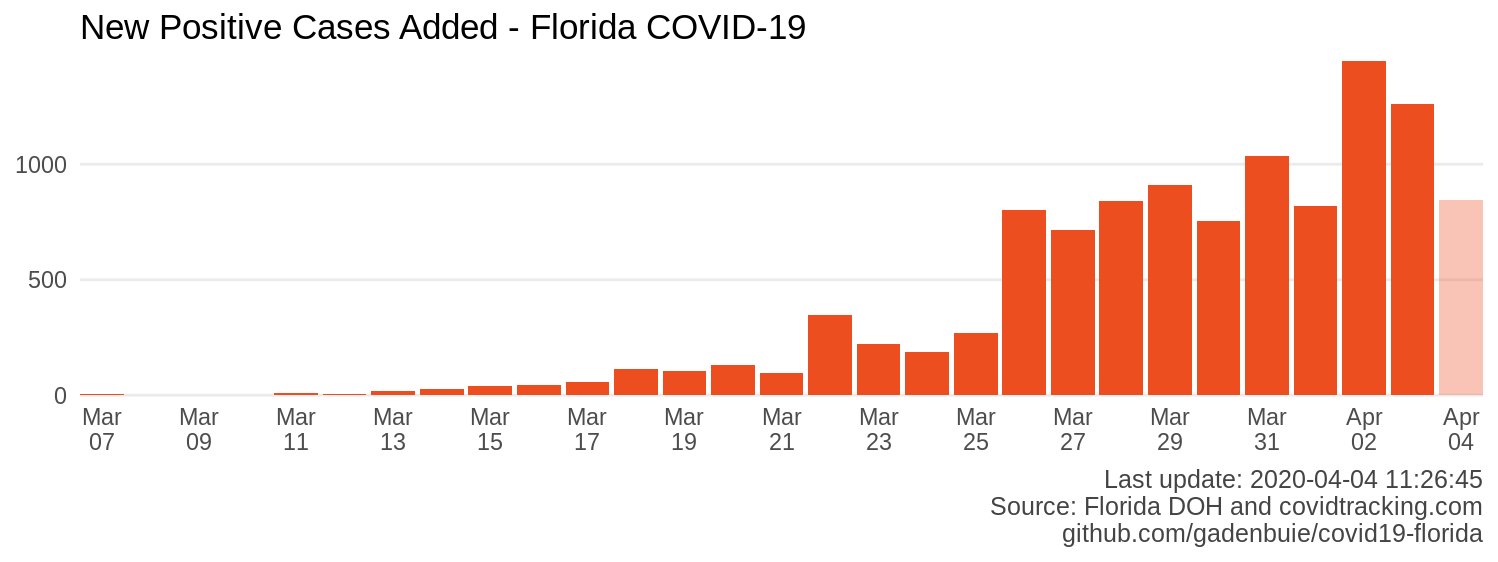 New Positive Cases Added - Florida COVID-19
1000
500
0
Mar Mar Mar Mar Mar Mar Mar Mar Mar Mar Mar Mar Mar Apr Apr
07 09 11 13 15 17 19 21 23 25 27 29 31 02 04
Last update: 2020-04-04 11:26:45
Source: Florida DOH and covidtracking.com
github.com/gadenbuie/covid19-florida